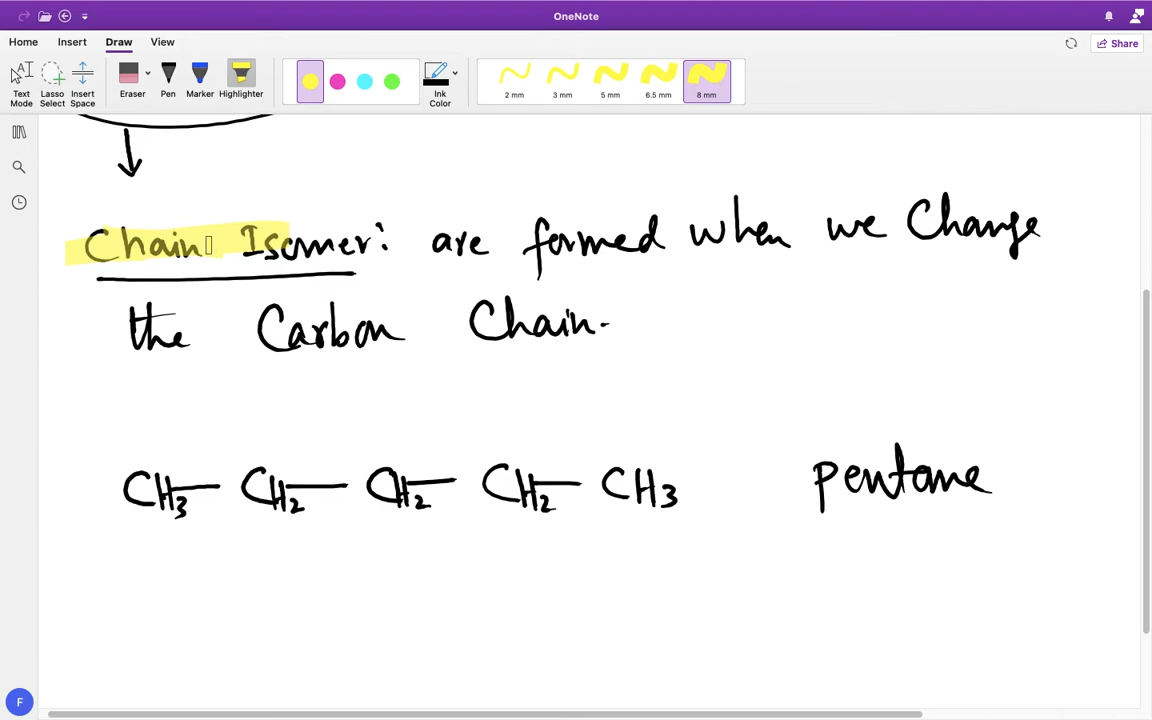 OneNote
Home Insert Draw View
Share
Text Mode
Lasso Select
Insert Space
Eraser
Pen
Marker
Highlighter
Ink Color
2 mm
3 mm
5 mm
6.5 mm
8 mm
Chain Isomer: are formed when we Change
the Carbon Chain.
CH3 — CH2 — CH2 — CH2 — CH3 pentane
F